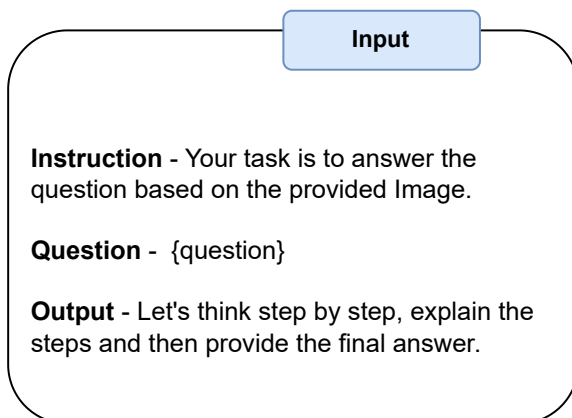 Input
Instruction - Your task is to answer the
question based on the provided Image.
Question - {question}
Output - Let's think step by step, explain the
steps and then provide the final answer.